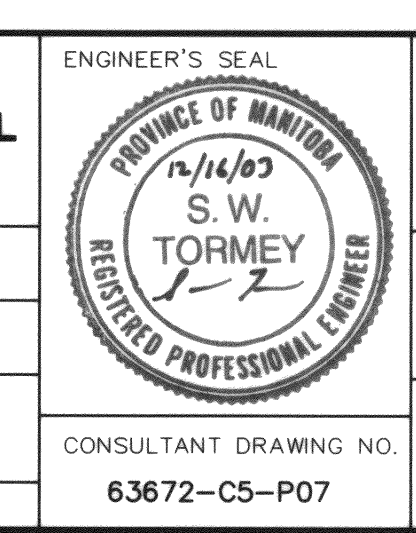 ENGINEER'S SEAL
PROVINCE OF MANITOBA
12/16/03
S. W.
TORMEY
REGISTERED PROFESSIONAL ENGINEER
CONSULTANT DRAWING NO.
63672-C5-P07